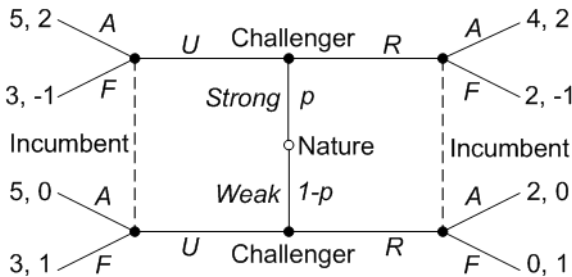 5, 2 A U Challenger R A 4, 2
3, -1 F Strong p F 2, -1
Incumbent Nature Incumbent
5, 0 A Weak 1-p A 2, 0
3, 1 F U Challenger R F 0, 1